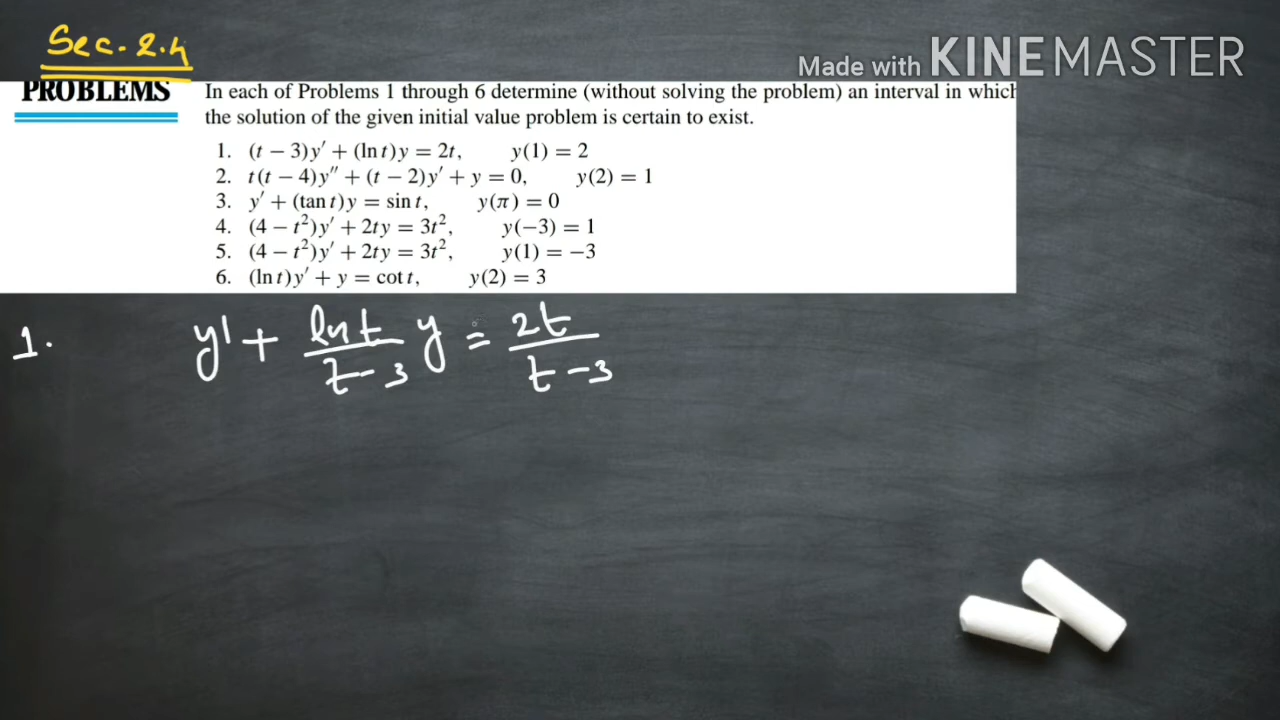 Sec. 2.4
Made with KINEMASTER
PROBLEMS
In each of Problems 1 through 6 determine (without solving the problem) an interval in which
the solution of the given initial value problem is certain to exist.
1. (t − 3)y′ + (ln t)y = 2t, y(1) = 2
2. t(t − 4)y″ + (t − 2)y′ + y = 0, y(2) = 1
3. y′ + (tan t)y = sin t, y(π) = 0
4. (4 − t²)y′ + 2ty = 3t², y(−3) = 1
5. (4 − t²)y′ + 2ty = 3t², y(1) = −3
6. (ln t)y′ + y = cot t, y(2) = 3
1. y' + ln t / t-3 y = 2t / t-3